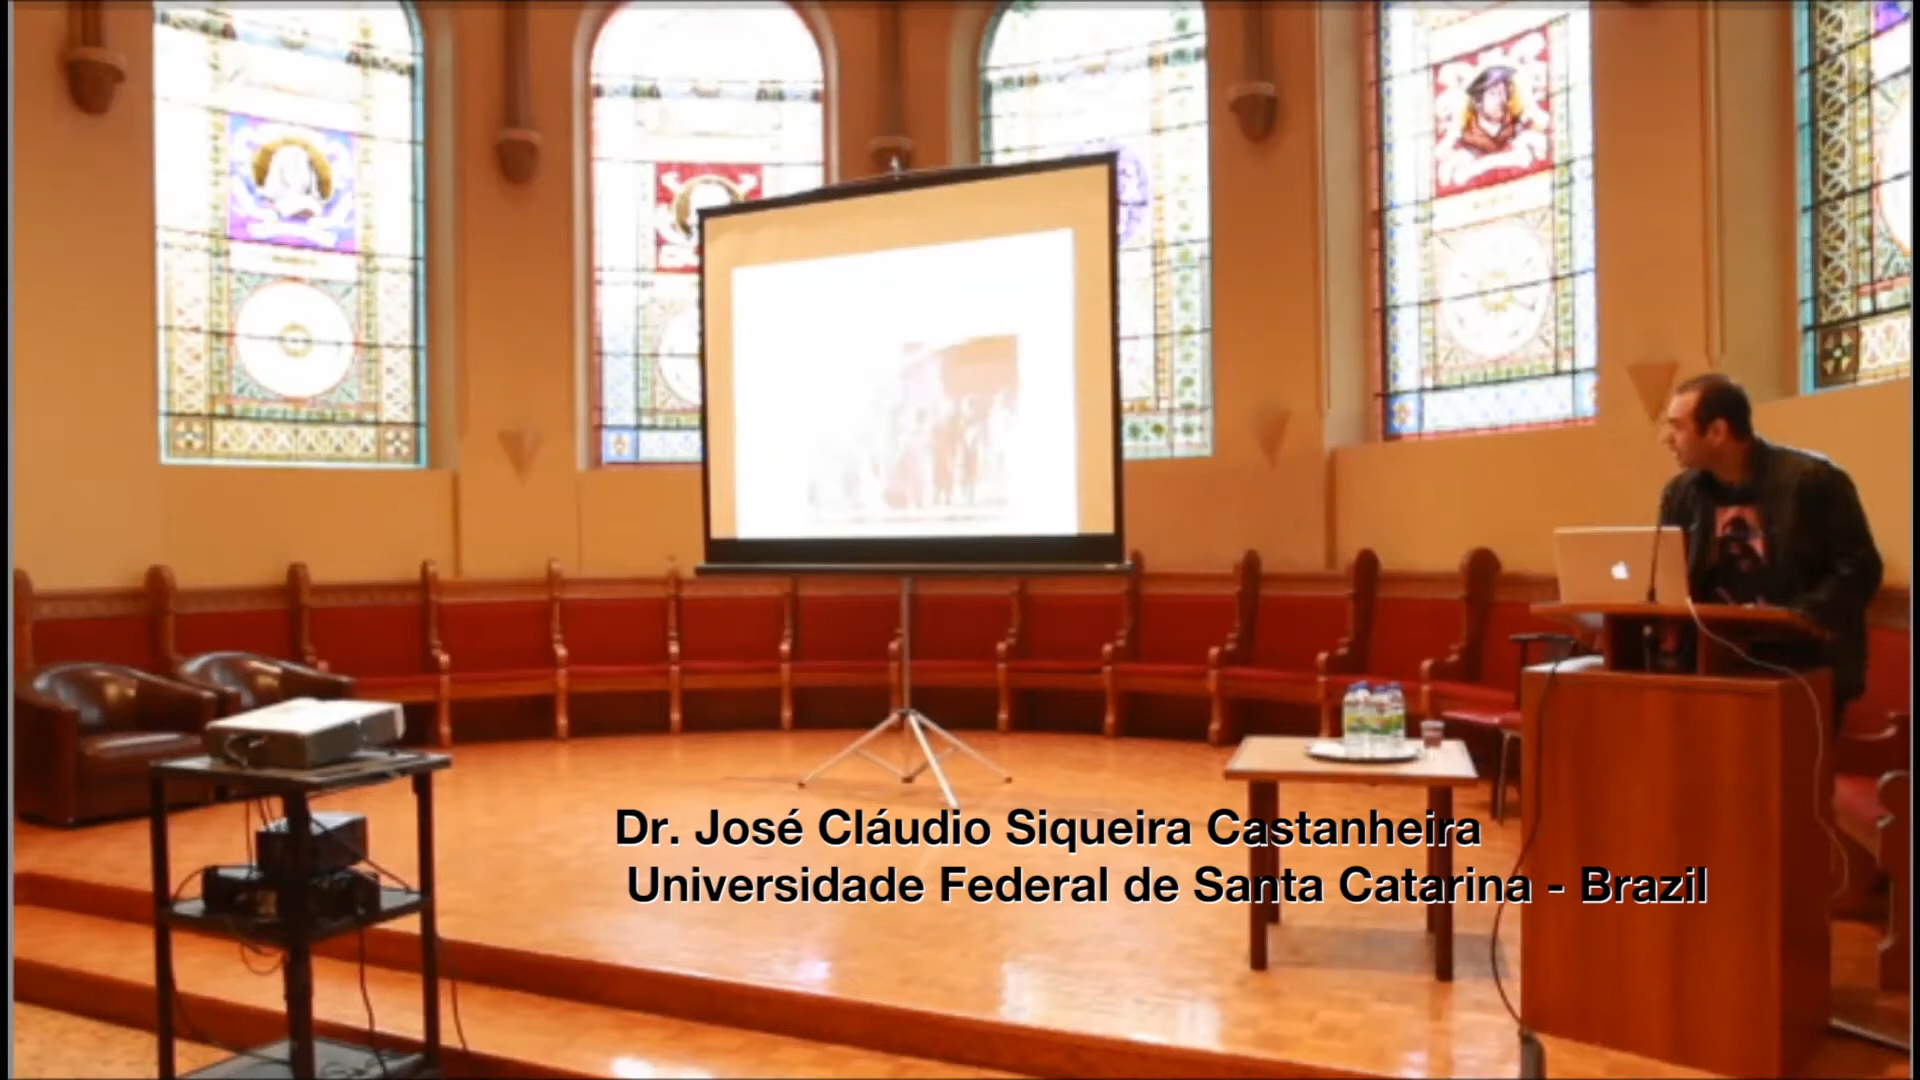 Dr. José Cláudio Siqueira Castanheira
Universidade Federal de Santa Catarina - Brazil